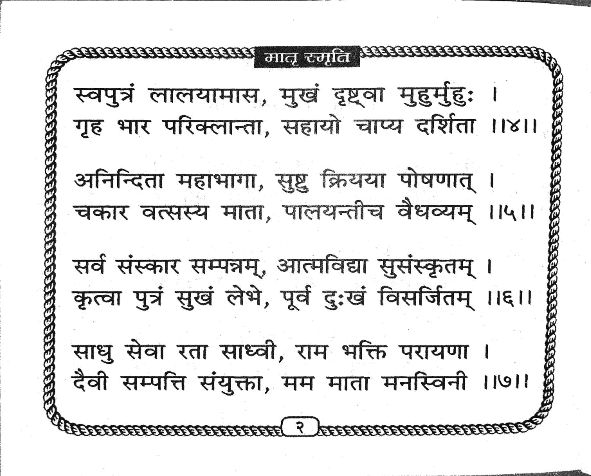 मातृ स्मृति
स्वपुत्रं लालयामास, मुखं दृष्ट्वा मुहुर्मुहुः ।
गृह भार परिक्लान्ता, सहायो चाप्य दर्शिता ।।४।।
अनिन्दिता महाभागा, सुष्टु क्रियया पोषणात् ।
चकार वत्सस्य माता, पालयन्तीच वैधव्यम् ।।५।।
सर्व संस्कार सम्पन्नम्, आत्मविद्या सुसंस्कृतम् ।
कृत्वा पुत्रं सुखं लेभे, पूर्व दुःखं विसर्जितम् ।।६।।
साधु सेवा रता साध्वी, राम भक्ति परायणा ।
दैवी सम्पत्ति संयुक्ता, मम माता मनस्विनी ।।७।।
२